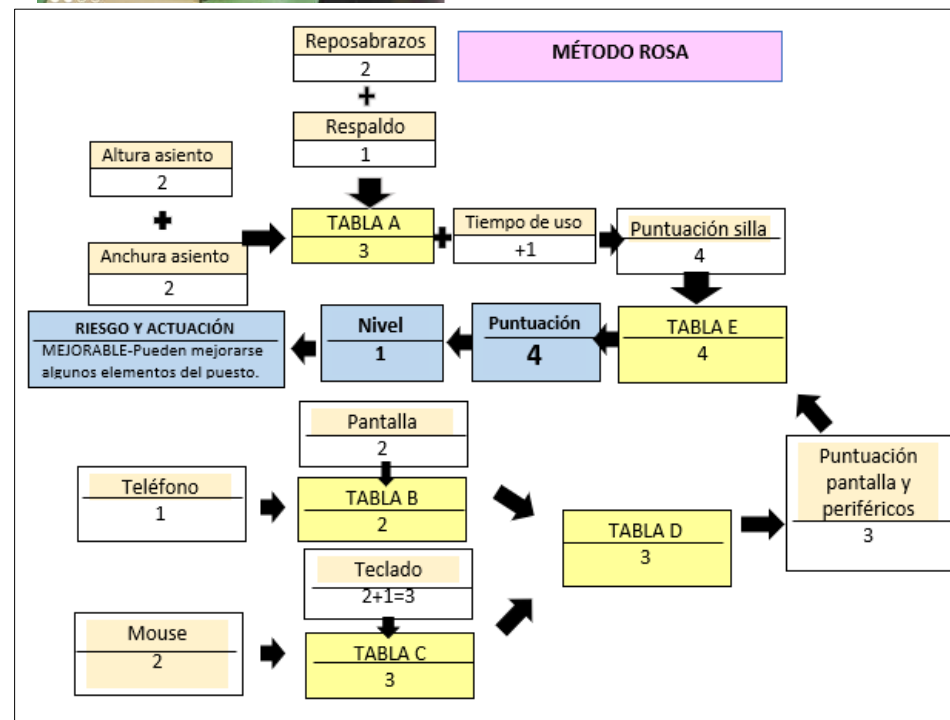 Reposabrazos
2
MÉTODO ROSA
+
Respaldo
1
Altura asiento
2
+
Anchura asiento
2
TABLA A
3
+
Tiempo de uso
+1
Puntuación silla
4
RIESGO Y ACTUACIÓN
MEJORABLE-Pueden mejorarse
algunos elementos del puesto.
Nivel
1
Puntuación
4
TABLA E
4
Pantalla
2
Teléfono
1
TABLA B
2
Puntuación
pantalla y
periféricos
3
TABLA D
3
Teclado
2+1=3
Mouse
2
TABLA C
3